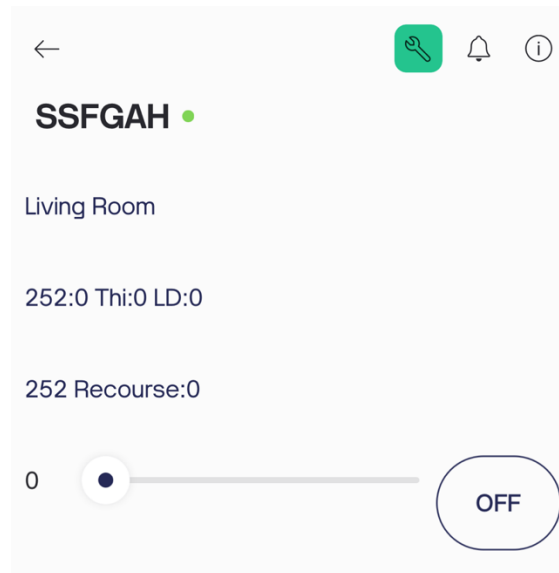 SSFGAH
Living Room
252:0 Thi:0 LD:0
252 Recourse:0
0
OFF